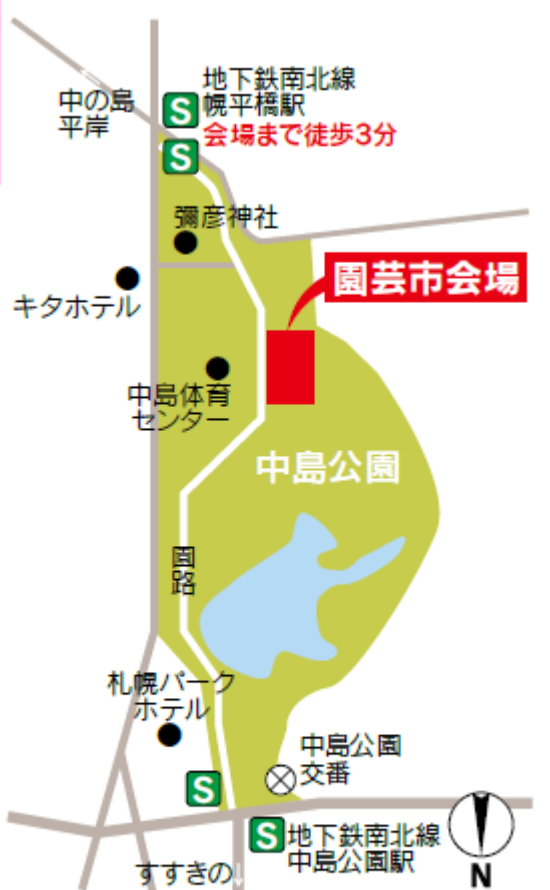 地下鉄南北線
幌平橋駅
会場まで徒歩3分
中の島
平岸
S
S
彌彦神社
園芸市会場
キタホテル
中島体育
センター
中島公園
園路
札幌パーク
ホテル
中島公園
交番
S
S
地下鉄南北線
中島公園駅
すすきの↓
N